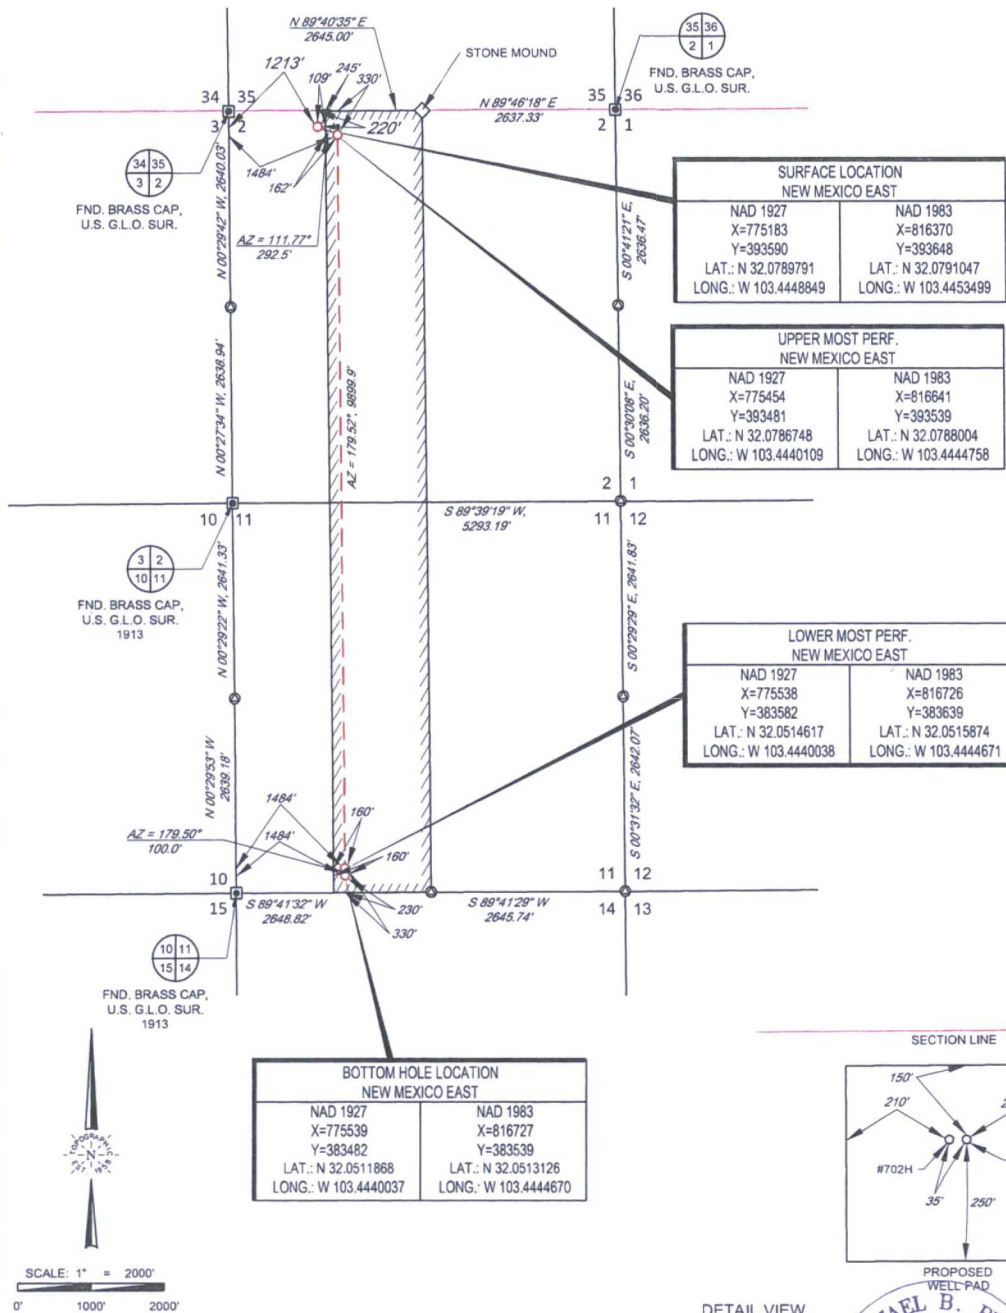 N 89°40'35" E
2645.00'
STONE MOUND
35 36
2 1
FND. BRASS CAP,
U.S. G.L.O. SUR.
1213'
109'
245'
330'
34 35
3 2
N 89°46'18" E
2637.33'
35 36
2 1
220'
34 35
3 2
FND. BRASS CAP,
U.S. G.L.O. SUR.
1484'
162'
N 00°29'42" W, 2640.03'
AZ = 111.77°
292.5'
S 00°41'21" E,
2636.47'
SURFACE LOCATION
NEW MEXICO EAST
NAD 1927
X=775183
Y=393590
LAT.: N 32.0789791
LONG.: W 103.4448849
NAD 1983
X=816370
Y=393648
LAT.: N 32.0791047
LONG.: W 103.4453499
UPPER MOST PERF.
NEW MEXICO EAST
NAD 1927
X=775454
Y=393481
LAT.: N 32.0786748
LONG.: W 103.4440109
NAD 1983
X=816641
Y=393539
LAT.: N 32.0788004
LONG.: W 103.4444758
N 00°27'34" W, 2638.94'
AZ = 179.52°, 9899.9'
S 00°30'08" E,
2636.20'
2 1
11 12
10 11
S 89°39'19" W,
5293.19'
3 2
10 11
FND. BRASS CAP,
U.S. G.L.O. SUR.
1913
N 00°29'22" W, 2641.33'
S 00°29'29" E, 2641.83'
LOWER MOST PERF.
NEW MEXICO EAST
NAD 1927
X=775538
Y=383582
LAT.: N 32.0514617
LONG.: W 103.4440038
NAD 1983
X=816726
Y=383639
LAT.: N 32.0515874
LONG.: W 103.4444671
N 00°29'53" W
2639.18'
S 00°31'32" E, 2642.07'
1484'
1484'
AZ = 179.50°
100.0'
160'
160'
10
15
S 89°41'32" W
2648.82'
230'
330'
S 89°41'29" W
2645.74'
11 12
14 13
10 11
15 14
FND. BRASS CAP,
U.S. G.L.O. SUR.
1913
BOTTOM HOLE LOCATION
NEW MEXICO EAST
NAD 1927
X=775539
Y=383482
LAT.: N 32.0511868
LONG.: W 103.4440037
NAD 1983
X=816727
Y=383539
LAT.: N 32.0513126
LONG.: W 103.4444670
SECTION LINE
150'
210'
#702H
35'
250'
PROPOSED
WELL PAD
TOPOGRAPHIC
N
SCALE: 1" = 2000'
0' 1000' 2000'
DETAIL VIEW